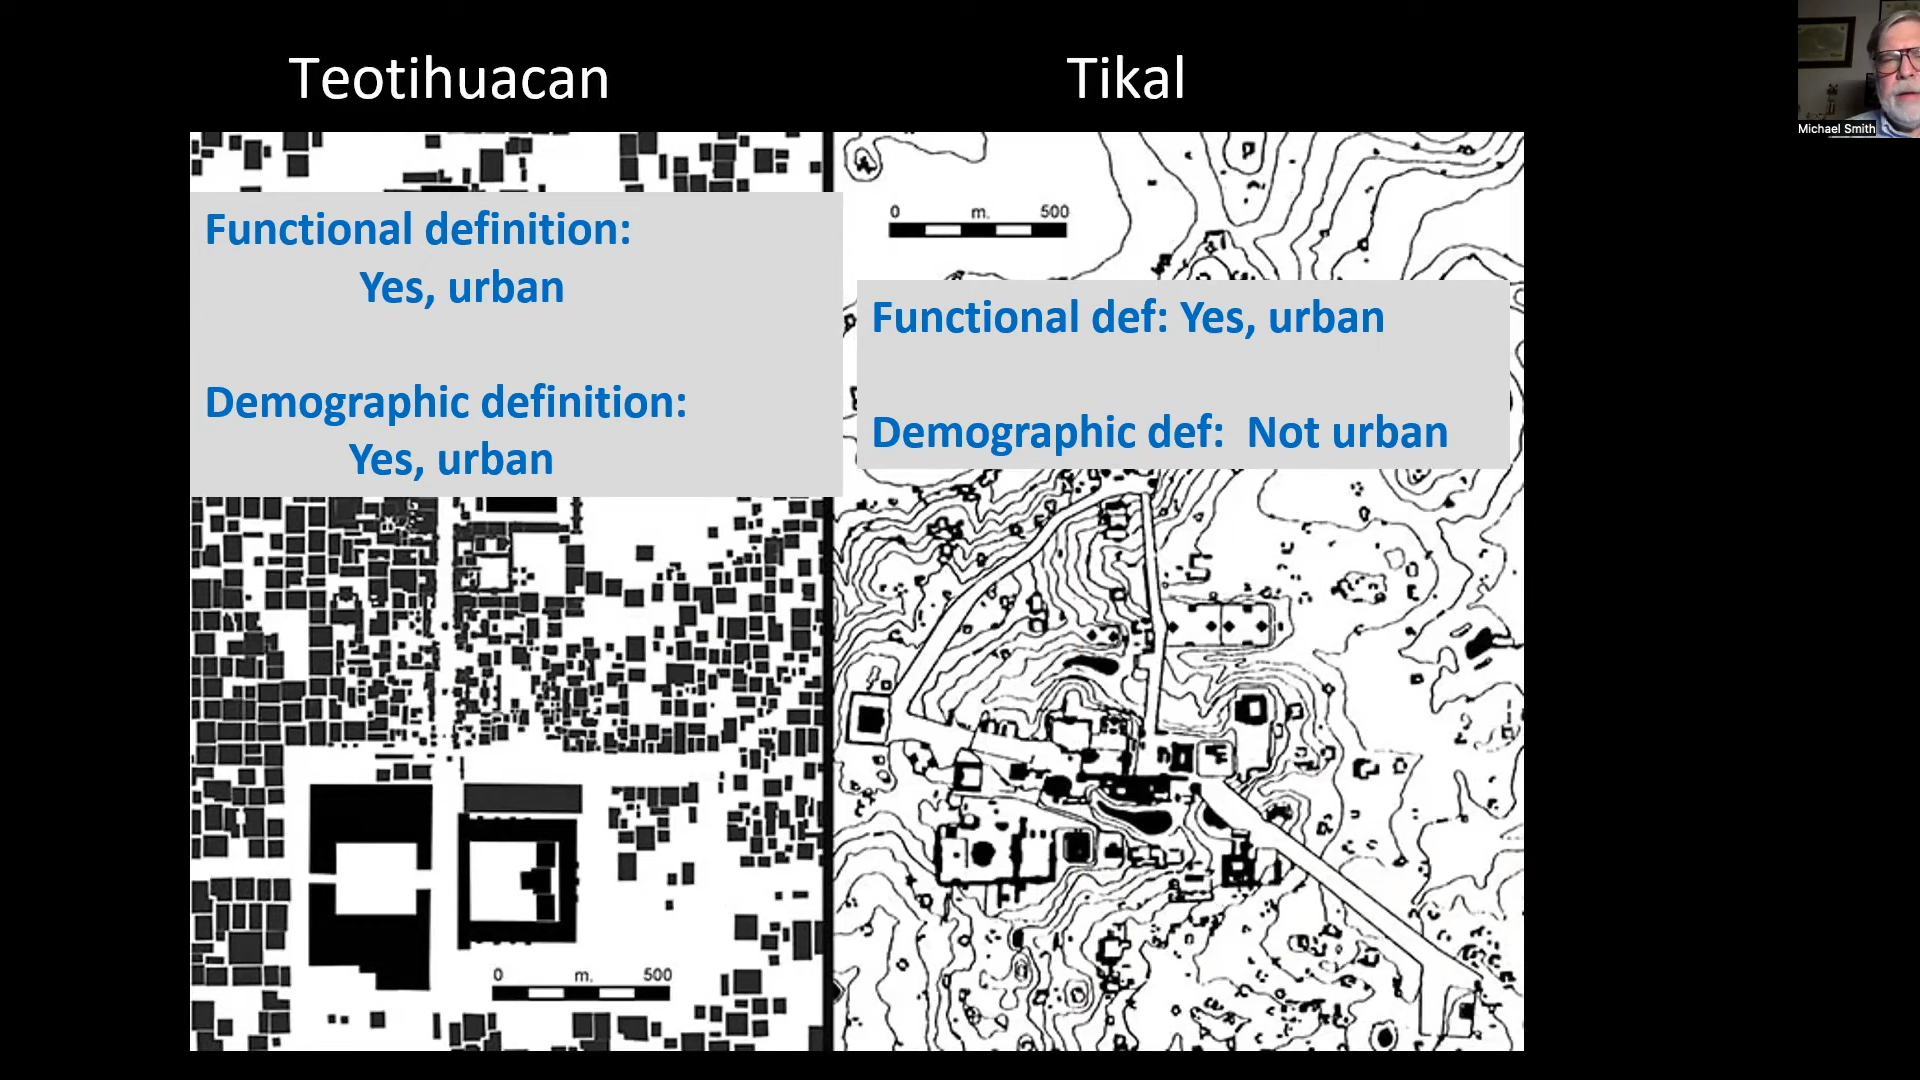 Teotihuacan
Tikal
Michael Smith
Functional definition:
Yes, urban
Demographic definition:
Yes, urban
0 m. 500
Functional def: Yes, urban
Demographic def: Not urban
0 m. 500